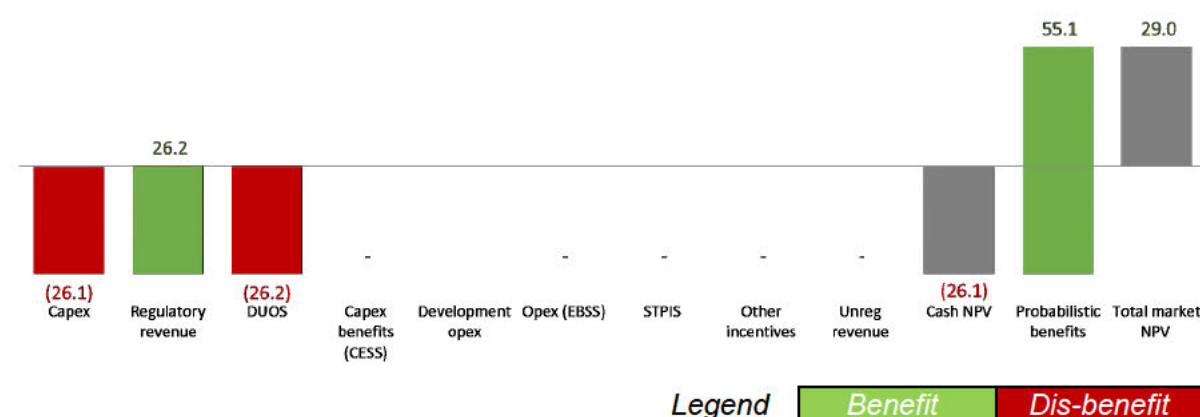 55.1
29.0
26.2
-
-
-
-
-
(26.1)
(26.2)
(26.1)
Capex
Regulatory
revenue
DUOS
Capex
benefits
(CESS)
Development
opex
Opex (EBSS)
STPIS
Other
incentives
Unreg
revenue
Cash NPV
Probabilistic
benefits
Total market
NPV
Legend
Benefit
Dis-benefit